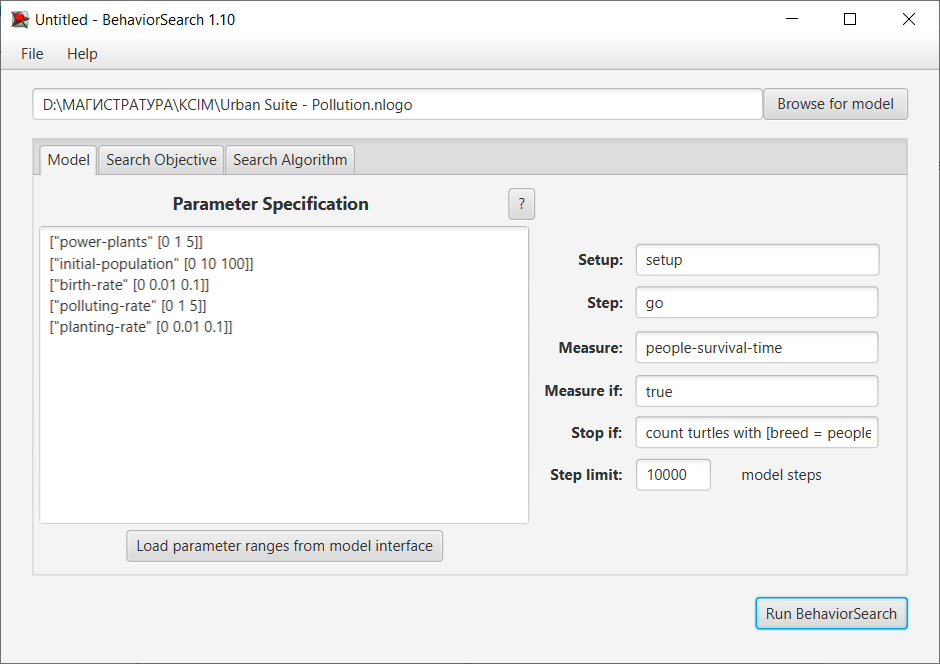 Untitled - BehaviorSearch 1.10
File Help
D:\МАГИСТРАТУРА\KCIM\Urban Suite - Pollution.nlogo Browse for model
Model Search Objective Search Algorithm
Parameter Specification ?
["power-plants" [0 1 5]]
["initial-population" [0 10 100]]
["birth-rate" [0 0.01 0.1]]
["polluting-rate" [0 1 5]]
["planting-rate" [0 0.01 0.1]]
Load parameter ranges from model interface
Setup: setup
Step: go
Measure: people-survival-time
Measure if: true
Stop if: count turtles with [breed = people
Step limit: 10000 model steps
Run BehaviorSearch